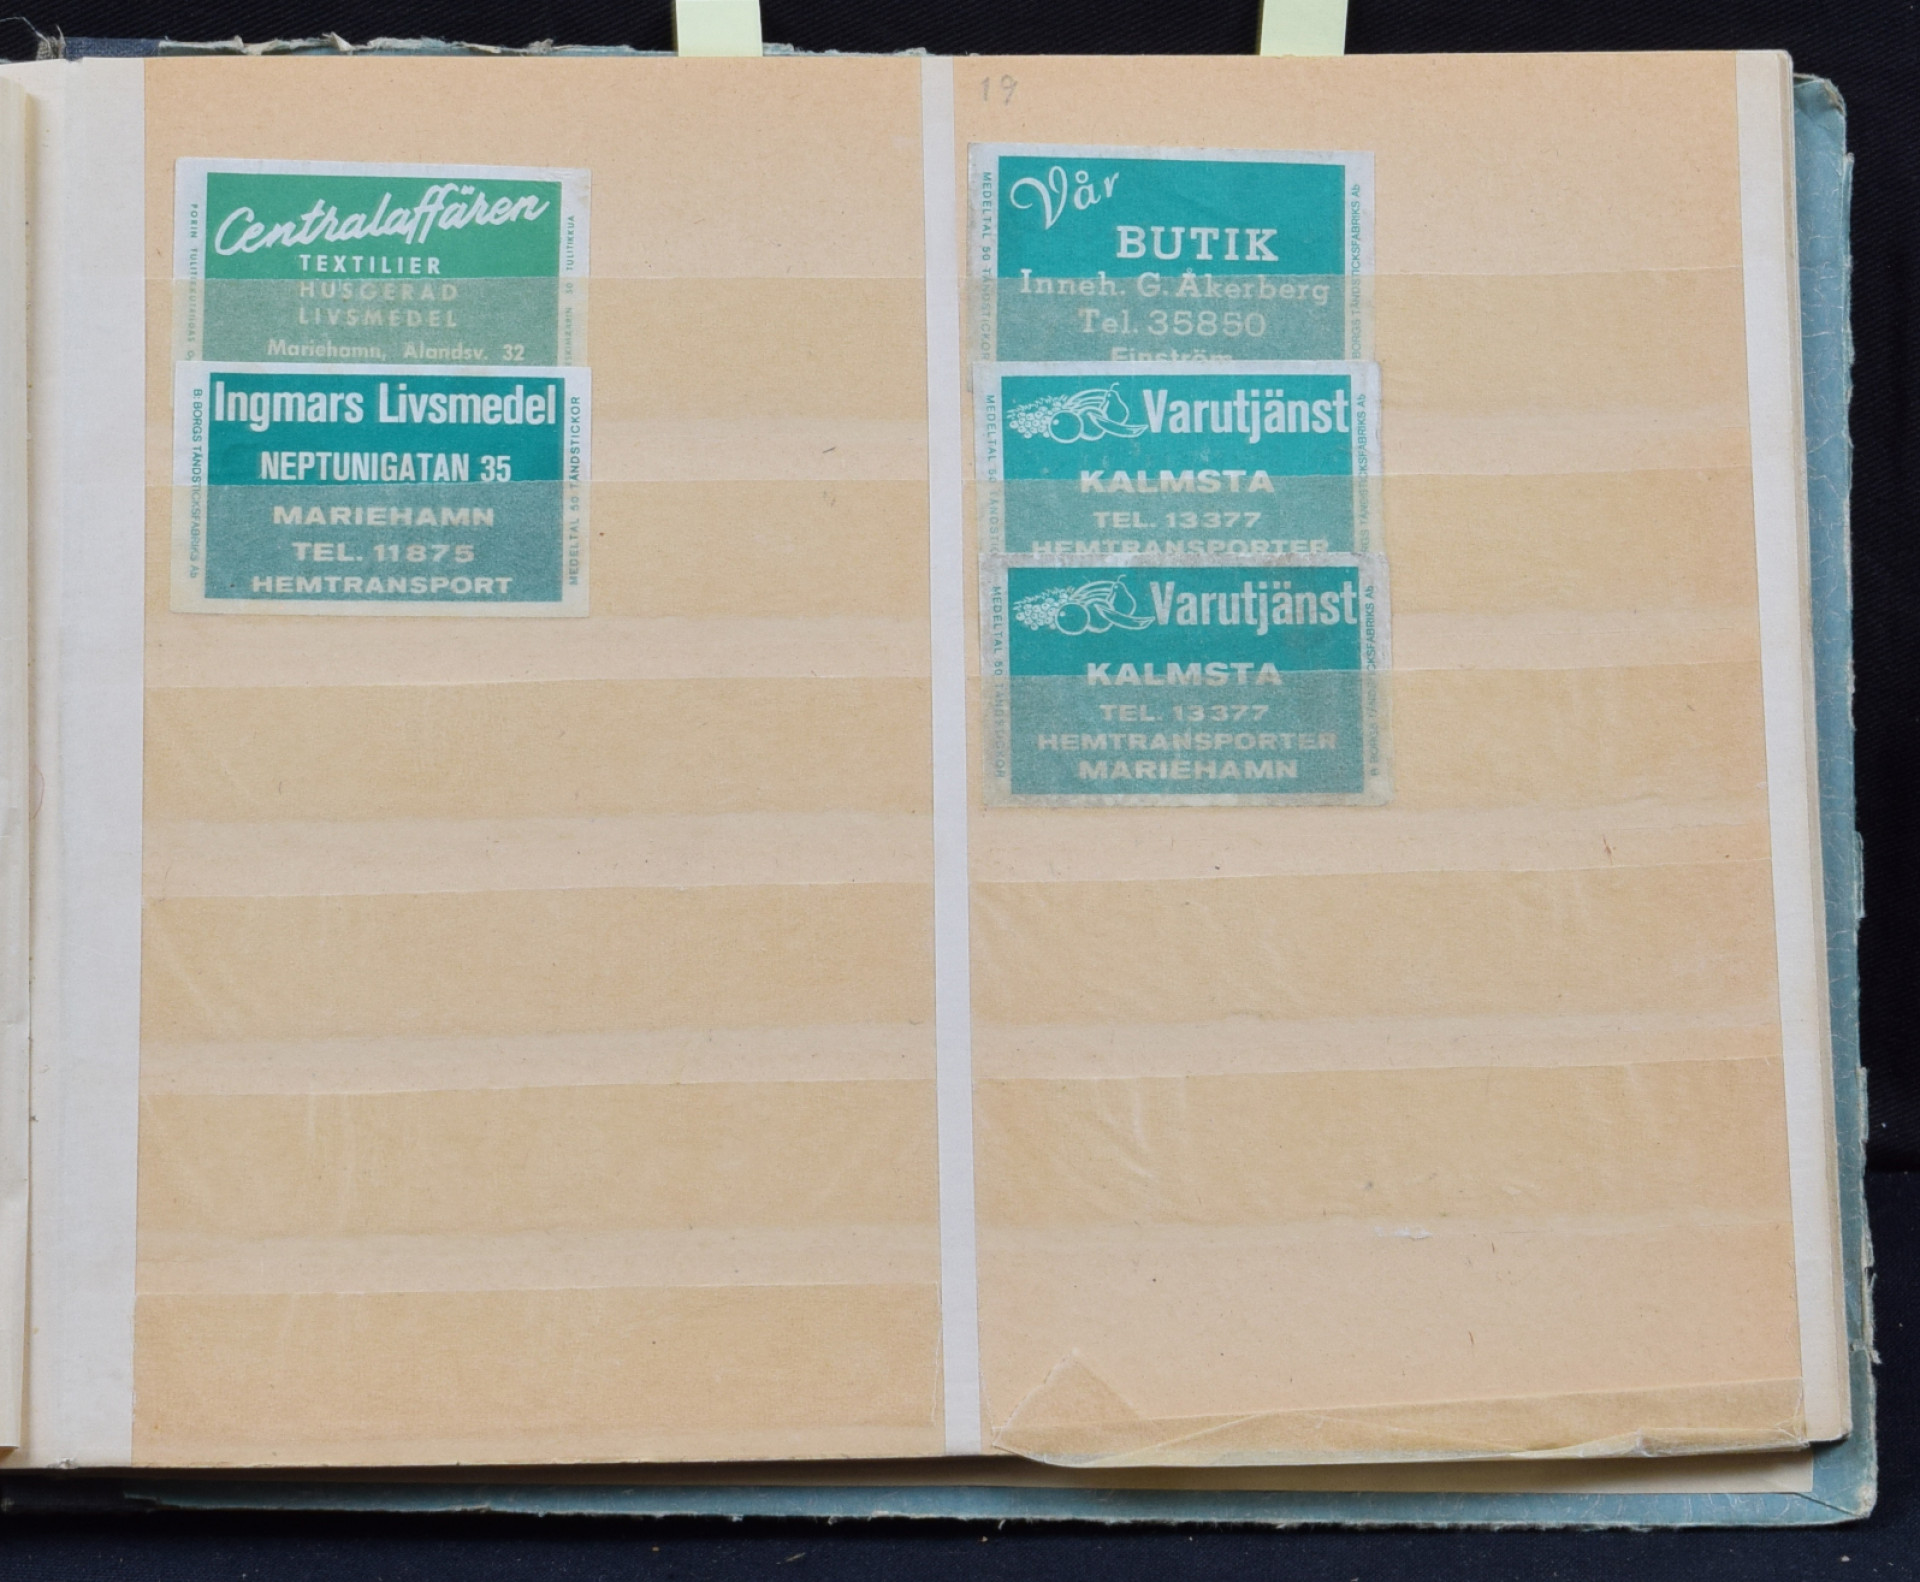 Centralaffären
TEXTILIER
HUSGERÅD
LIVSMEDEL
Mariehamn, Ålandsv. 32
Ingmars Livsmedel
NEPTUNIGATAN 35
MARIEHAMN
TEL. 11875
HEMTRANSPORT
B:BORGS TÄNDSTICKSFABRIKS Ab
MEDELTAL 50 TÄNDSTICKOR
19
Vår
BUTIK
Inneh. G. Åkerberg
Tel. 35850
Finström
MEDELTAL 50 TÄNDSTICKOR
BORGS TÄNDSTICKSFABRIKS Ab
Varutjänst
KALMSTA
TEL. 13377
HEMTRANSPORTER
Varutjänst
KALMSTA
TEL. 13377
HEMTRANSPORTER
MARIEHAMN
MEDELTAL 50 TÄNDSTICKOR